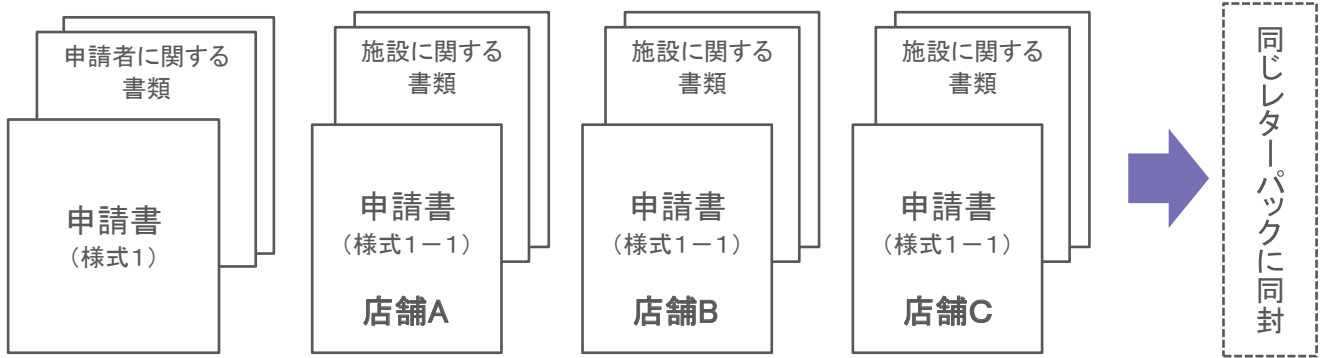 申請者に関する
書類
申請書
（様式１）
施設に関する
書類
申請書
（様式１－１）
店舗A
施設に関する
書類
申請書
（様式１－１）
店舗B
施設に関する
書類
申請書
（様式１－１）
店舗C
同じレターパックに同封